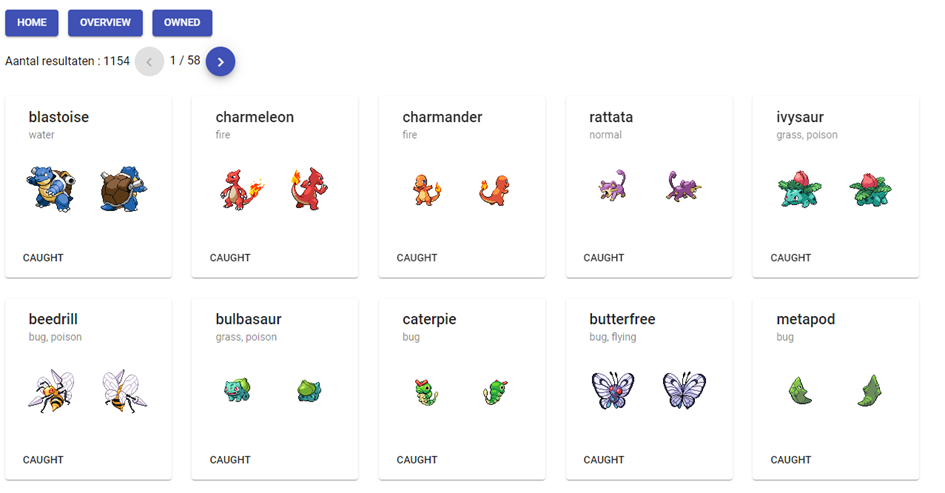 HOME OVERVIEW OWNED
Aantal resultaten : 1154 < 1 / 58 >
blastoise
water
CAUGHT
charmeleon
fire
CAUGHT
charmander
fire
CAUGHT
rattata
normal
CAUGHT
ivysaur
grass, poison
CAUGHT
beedrill
bug, poison
CAUGHT
bulbasaur
grass, poison
CAUGHT
caterpie
bug
CAUGHT
butterfree
bug, flying
CAUGHT
metapod
bug
CAUGHT